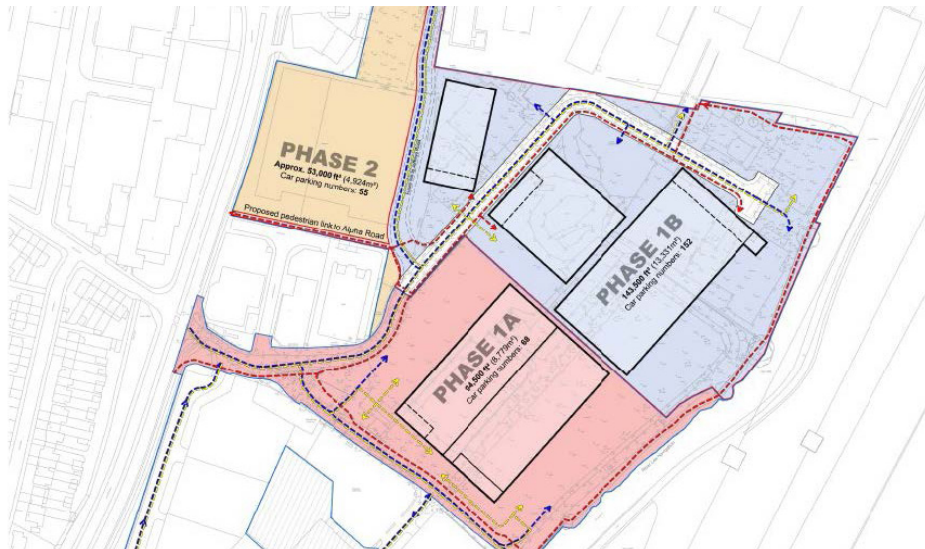 PHASE 2
Approx. 53,000 ft² (4,924m²)
Car parking numbers: 55
Proposed pedestrian link to Alpha Road
PHASE 1B
143,500 ft² (13,331m²)
Car parking numbers: 152
PHASE 1A
94,500 ft² (8,779m²)
Car parking numbers: 68